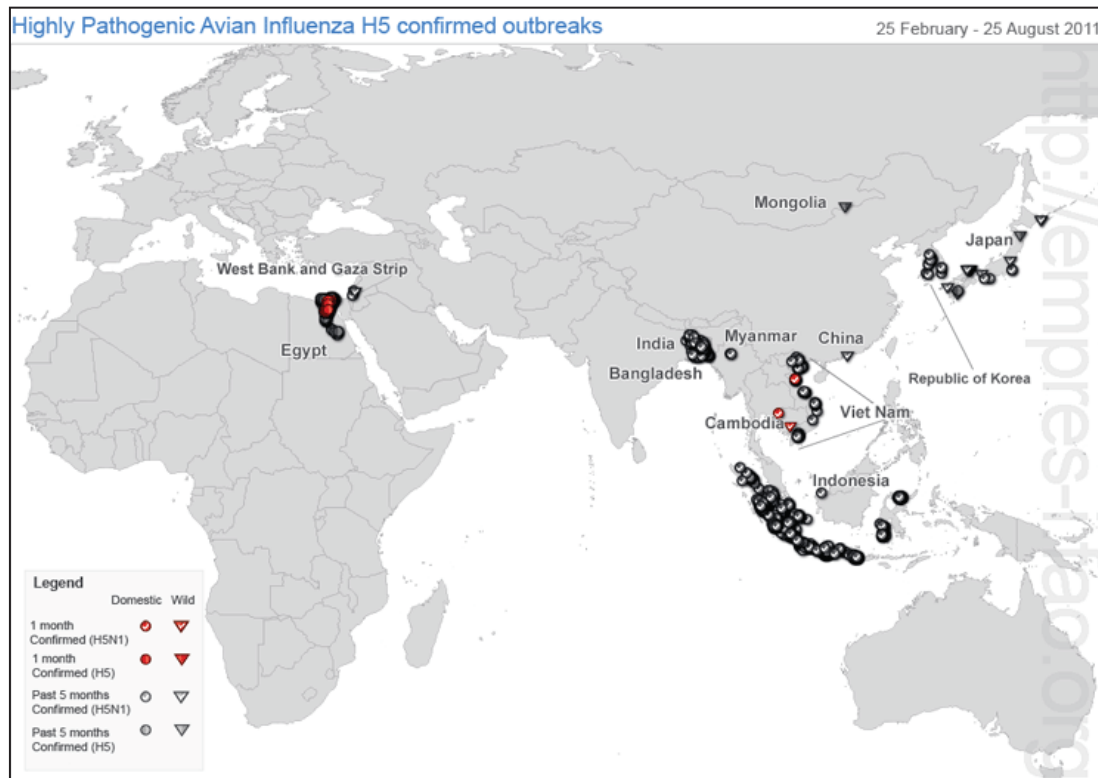 Highly Pathogenic Avian Influenza H5 confirmed outbreaks
25 February - 25 August 2011
Mongolia
Japan
West Bank and Gaza Strip
Egypt
India
Myanmar
China
Bangladesh
Republic of Korea
Viet Nam
Cambodia
Indonesia
Legend
Domestic Wild
1 month
Confirmed (H5N1)
1 month
Confirmed (H5)
Past 5 months
Confirmed (H5N1)
Past 5 months
Confirmed (H5)
http://empres-i.fao.org